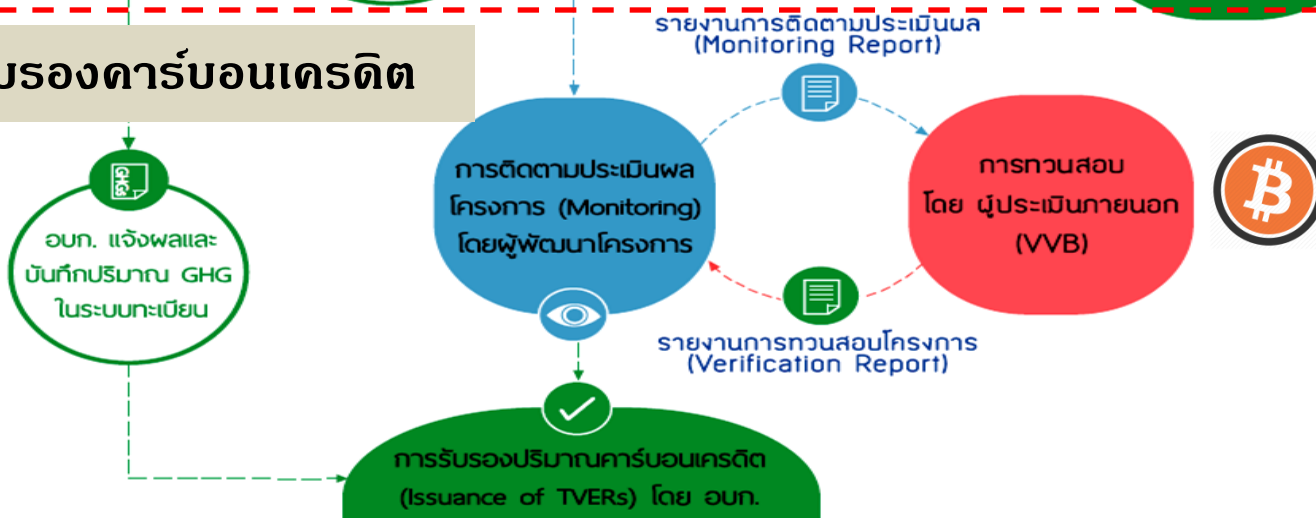 รายงานการติดตามประเมินผล
(Monitoring Report)
บรองคาร์บอนเครดิต
GHGs
การติดตามประเมินผล
โครงการ (Monitoring)
โดยผู้พัฒนาโครงการ
การทวนสอบ
โดย ผู้ประเมินภายนอก
(VVB)
อบก. แจ้งผลและ
บันทึกปริมาณ GHG
ในระบบทะเบียน
รายงานการทวนสอบโครงการ
(Verification Report)
การรับรองปริมาณคาร์บอนเครดิต
(Issuance of TVERs) โดย อบก.